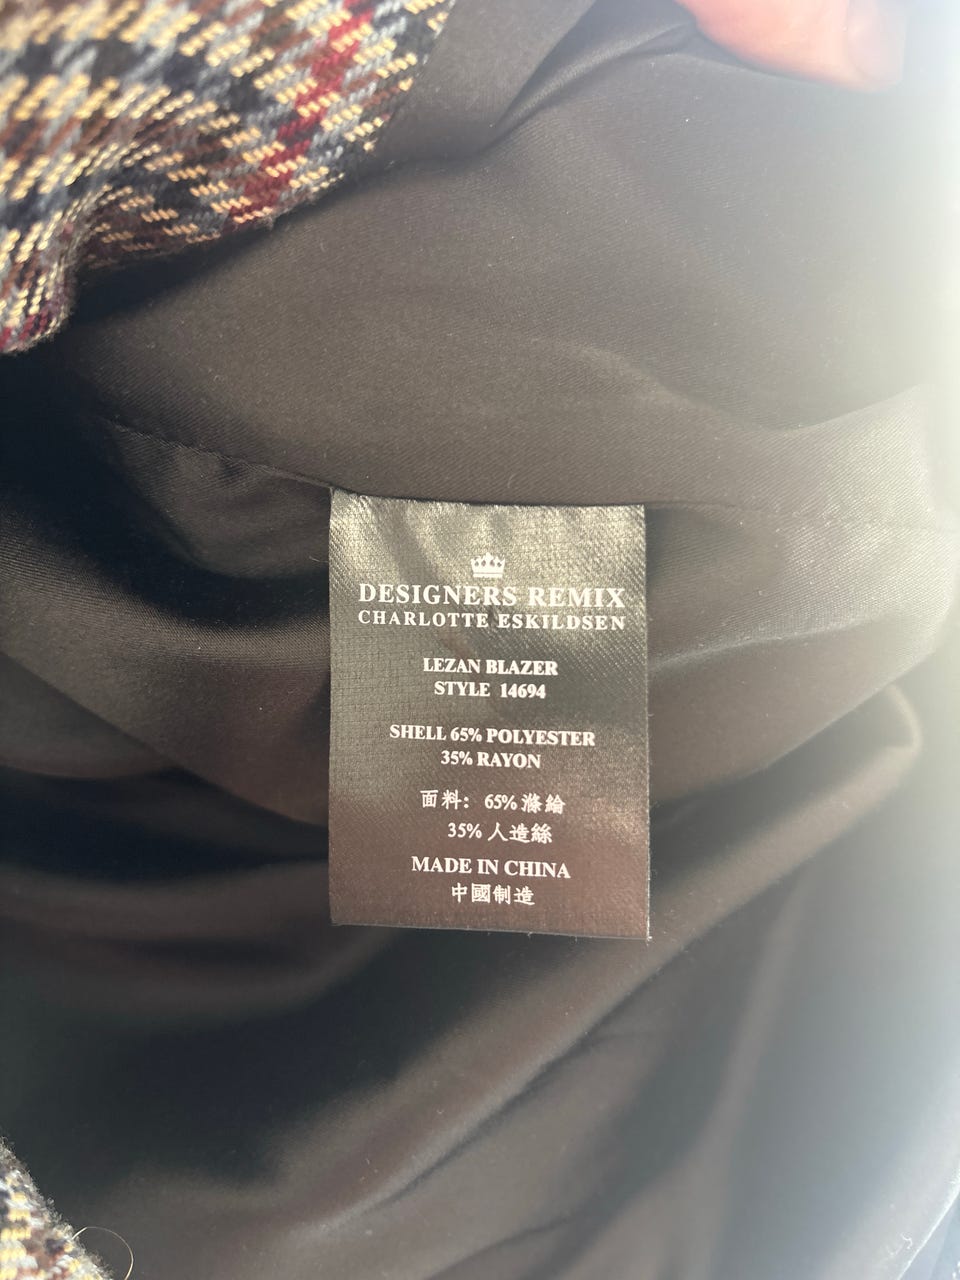 DESIGNERS REMIX
CHARLOTTE ESKILDSEN
LEZAN BLAZER
STYLE 14694
SHELL 65% POLYESTER
35% RAYON
面料: 65% 滌綸
35% 人造絲
MADE IN CHINA
中國制造